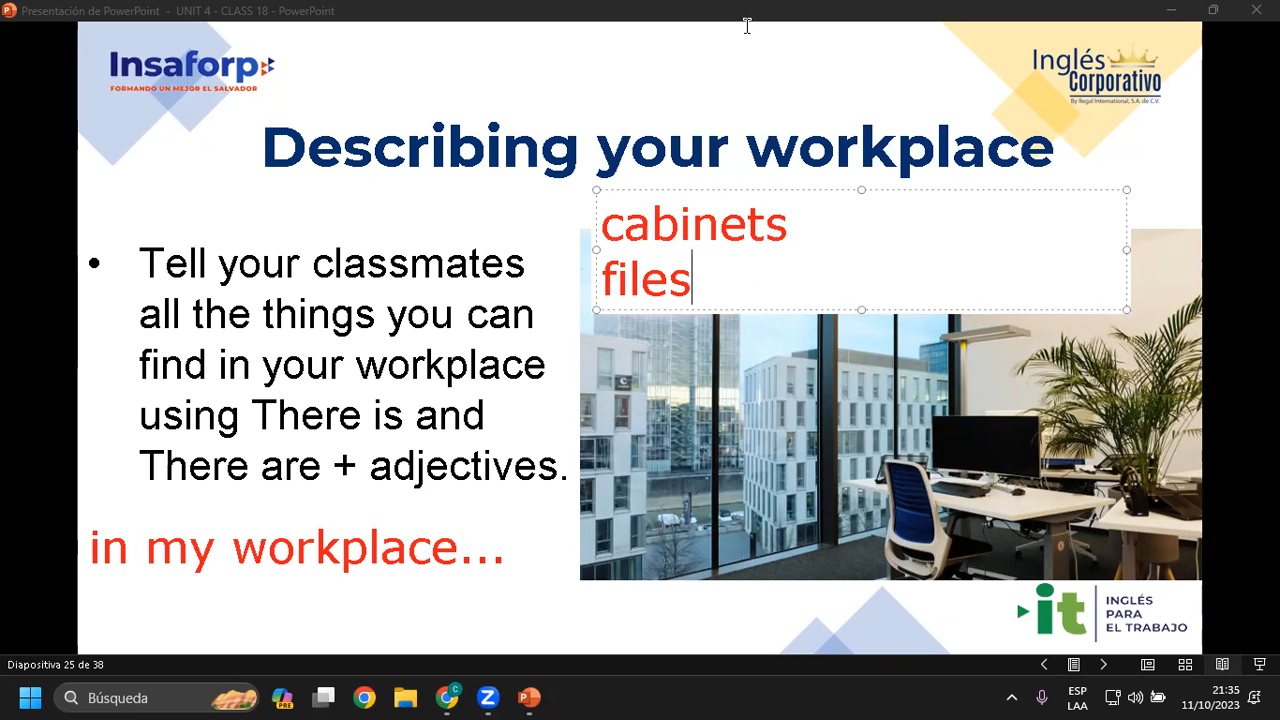 Presentación de PowerPoint - UNIT 4 - CLASS 18 - PowerPoint
Insaforp
FORMANDO UN MEJOR EL SALVADOR
Inglés
Corporativo
By Regal International, S.A. de C.V.
Describing your workplace
cabinets
files
• Tell your classmates
all the things you can
find in your workplace
using There is and
There are + adjectives.
in my workplace...
it
INGLÉS
PARA
EL TRABAJO
Diapositiva 25 de 38
Búsqueda
PRE
ESP
LAA
21:35
11/10/2023